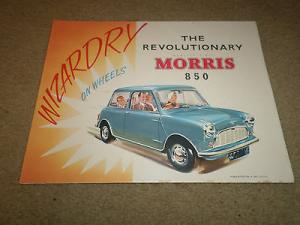 WIZARDRY
ON WHEELS
THE
REVOLUTIONARY
MORRIS
850